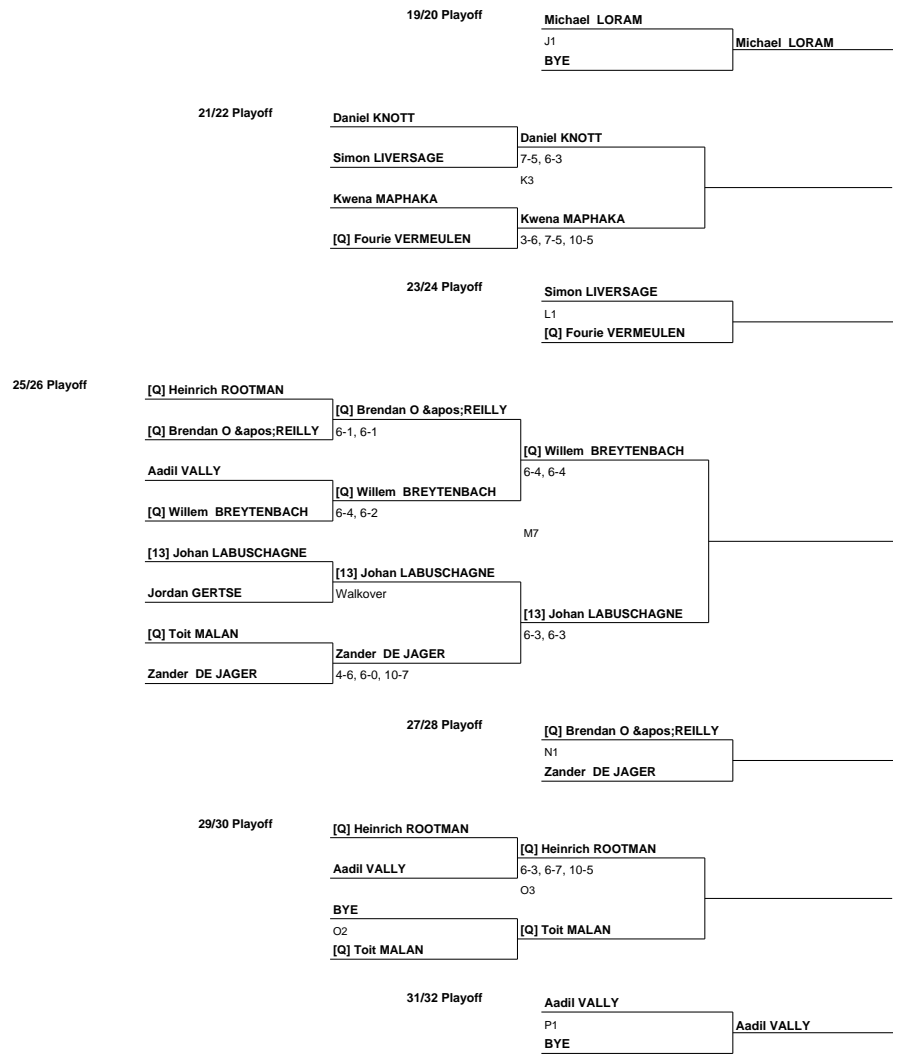 19/20 Playoff
Michael  LORAM
J1
Michael  LORAM
BYE
21/22 Playoff
Daniel KNOTT
Daniel KNOTT
Simon LIVERSAGE
7-5, 6-3
K3
Kwena MAPHAKA
Kwena MAPHAKA
[Q] Fourie VERMEULEN
3-6, 7-5, 10-5
23/24 Playoff
Simon LIVERSAGE
L1
[Q] Fourie VERMEULEN
25/26 Playoff
[Q] Heinrich ROOTMAN
[Q] Brendan O &apos;REILLY
[Q] Brendan O &apos;REILLY
6-1, 6-1
[Q] Willem  BREYTENBACH
Aadil VALLY
6-4, 6-4
[Q] Willem  BREYTENBACH
[Q] Willem  BREYTENBACH
6-4, 6-2
M7
[13] Johan LABUSCHAGNE
[13] Johan LABUSCHAGNE
Jordan GERTSE
Walkover
[13] Johan LABUSCHAGNE
[Q] Toit MALAN
6-3, 6-3
Zander  DE JAGER
Zander  DE JAGER
4-6, 6-0, 10-7
27/28 Playoff
[Q] Brendan O &apos;REILLY
N1
Zander  DE JAGER
29/30 Playoff
[Q] Heinrich ROOTMAN
[Q] Heinrich ROOTMAN
Aadil VALLY
6-3, 6-7, 10-5
O3
BYE
O2
[Q] Toit MALAN
[Q] Toit MALAN
31/32 Playoff
Aadil VALLY
P1
Aadil VALLY
BYE